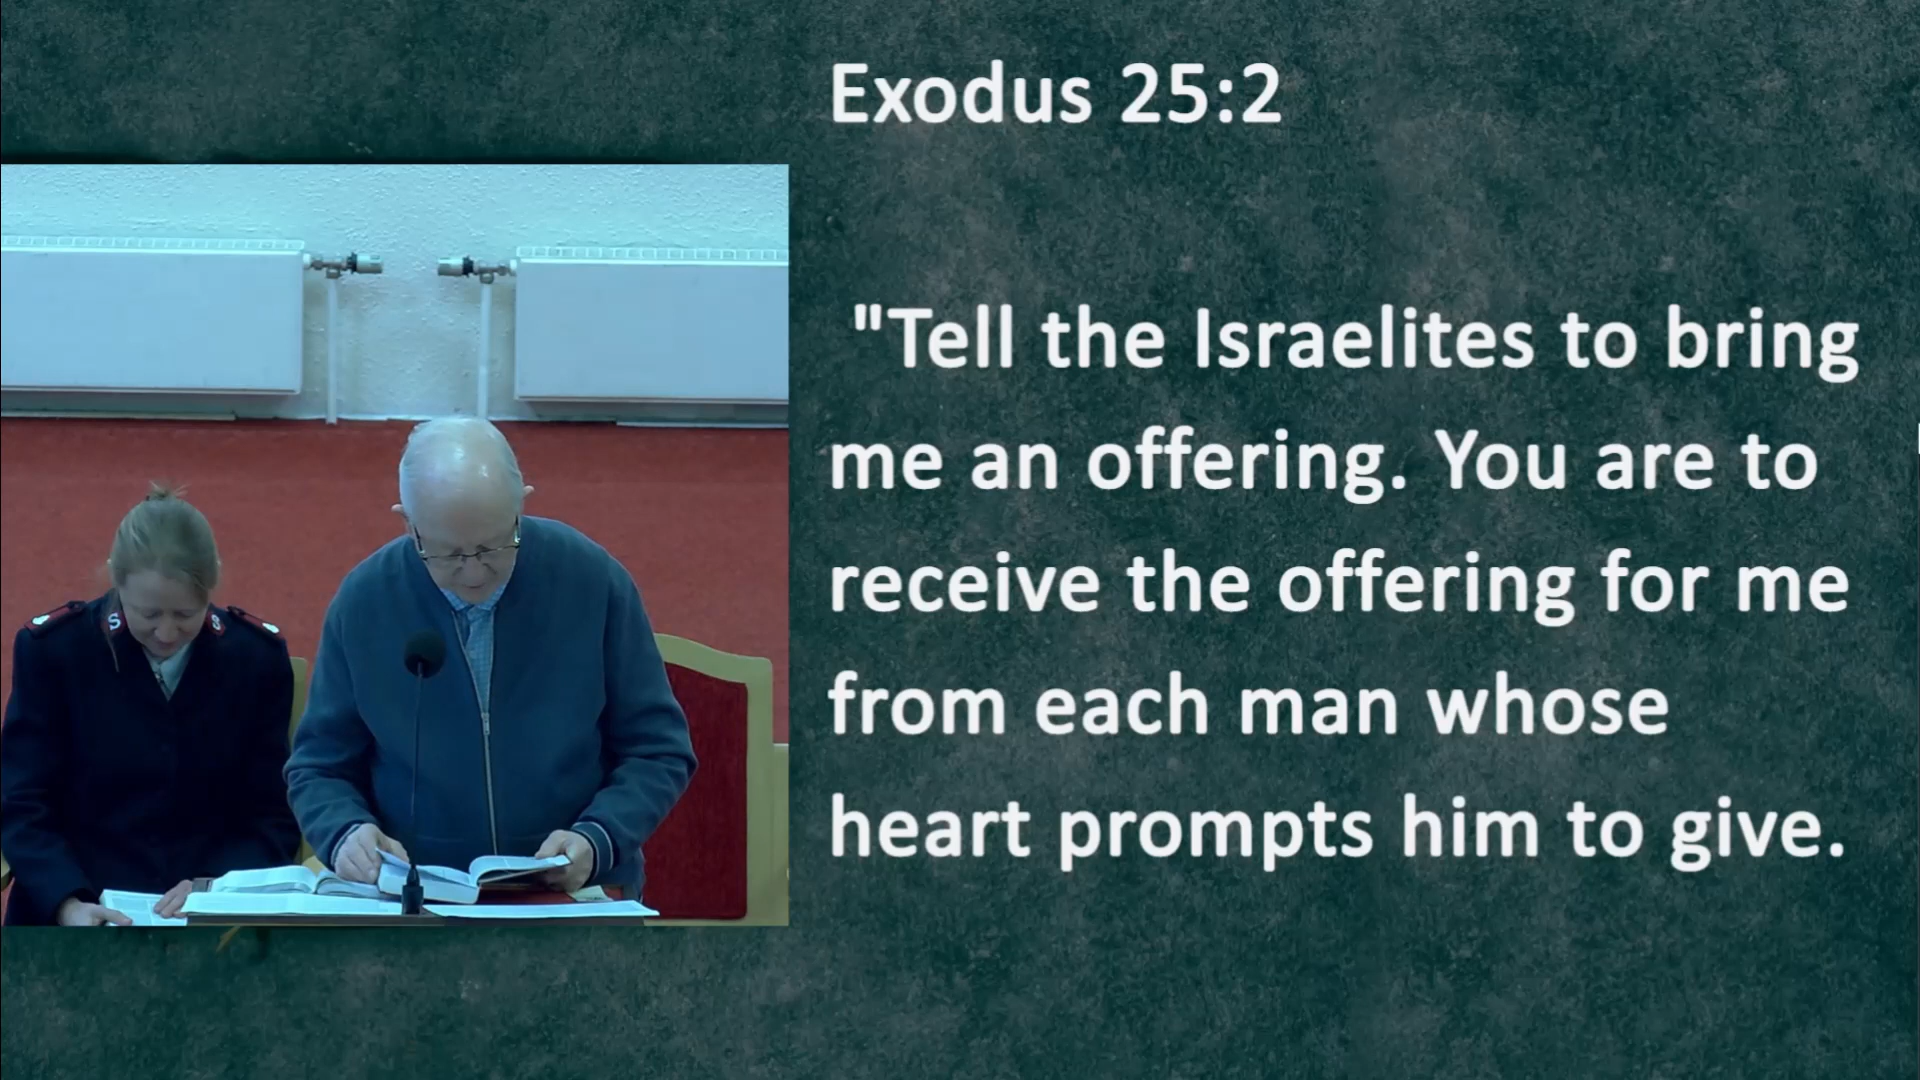 Exodus 25:2
"Tell the Israelites to bring
me an offering. You are to
receive the offering for me
from each man whose
heart prompts him to give.
S S